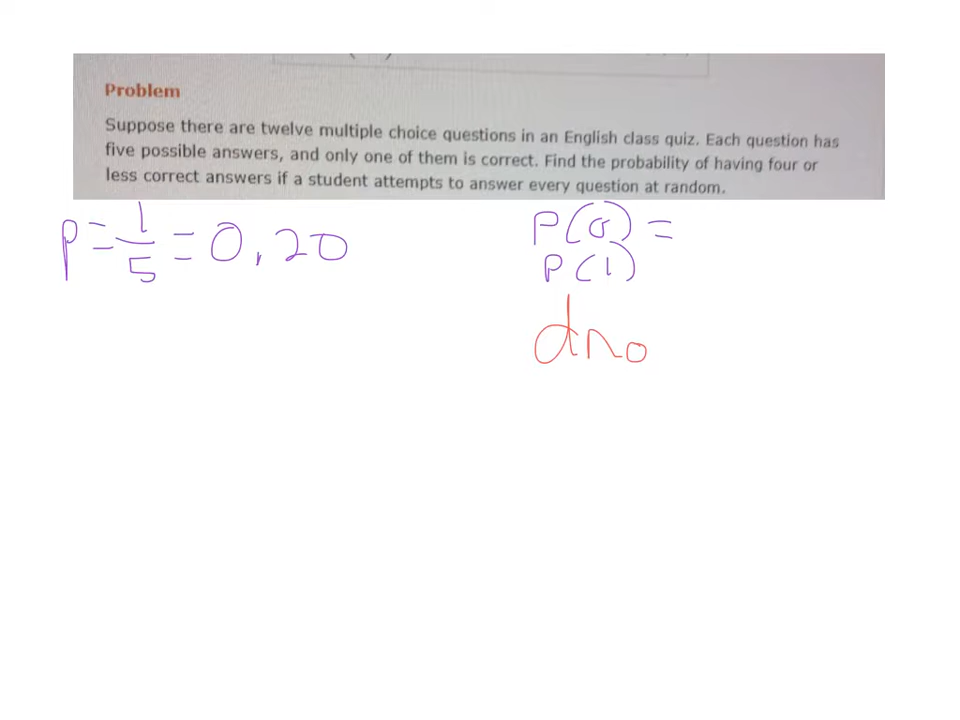 Problem
Suppose there are twelve multiple choice questions in an English class quiz. Each question has
five possible answers, and only one of them is correct. Find the probability of having four or
less correct answers if a student attempts to answer every question at random.
p = 1/5 = 0,20
P(0) =
P(1)
dno